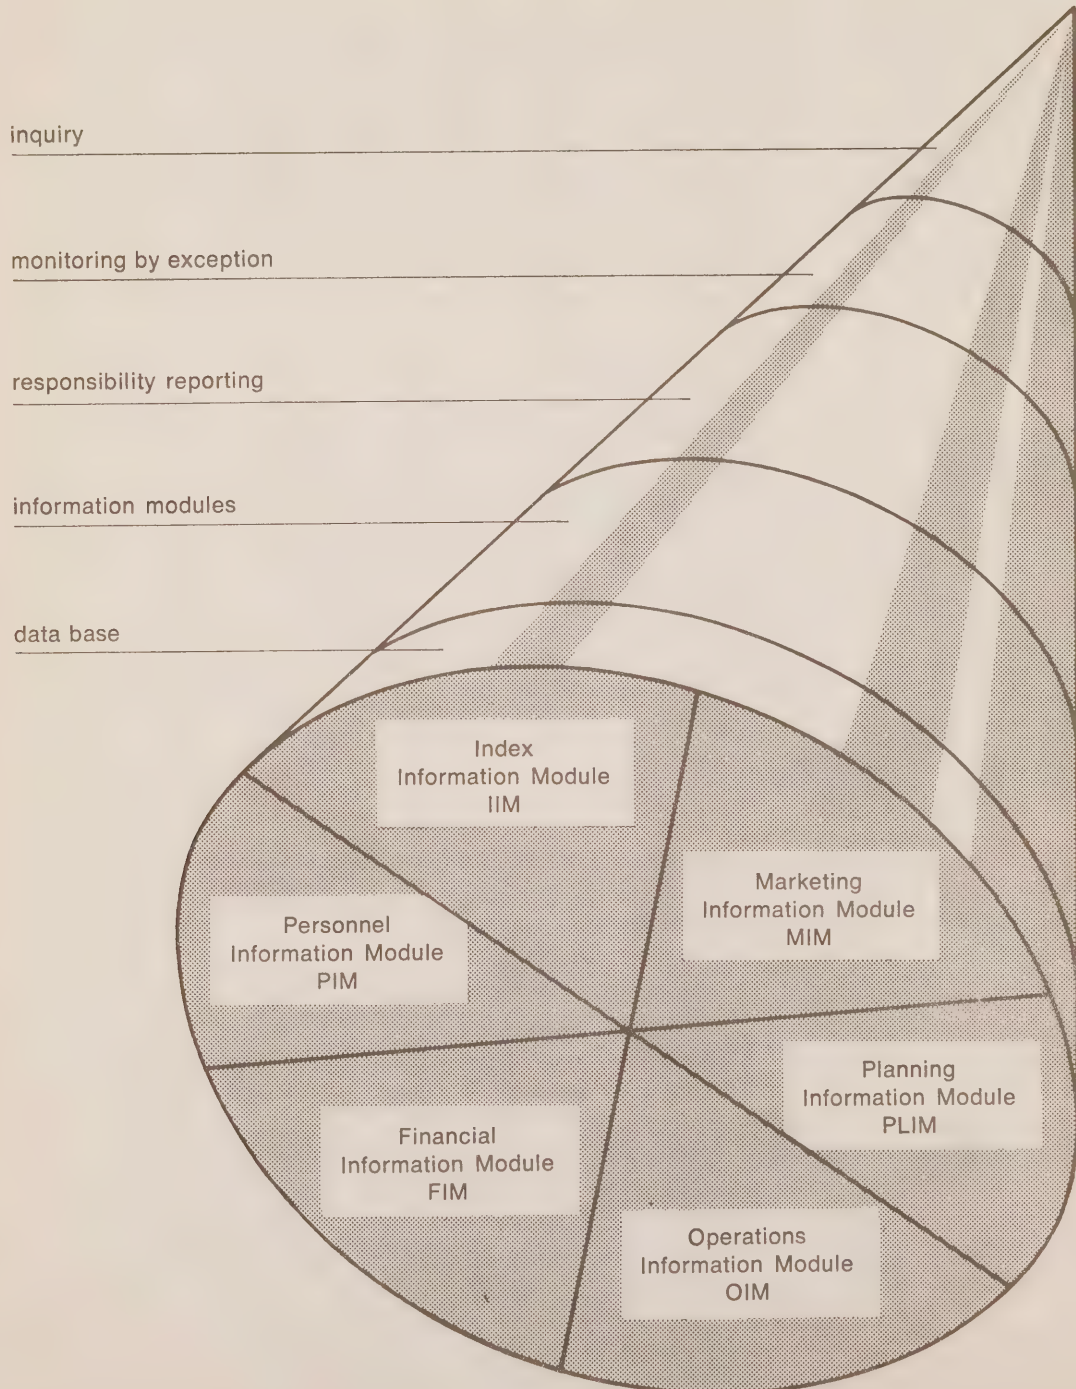 inquiry
monitoring by exception
responsibility reporting
information modules
data base
Index
Information Module
IIM
Marketing
Information Module
MIM
Personnel
Information Module
PIM
Planning
Information Module
PLIM
Financial
Information Module
FIM
Operations
Information Module
OIM